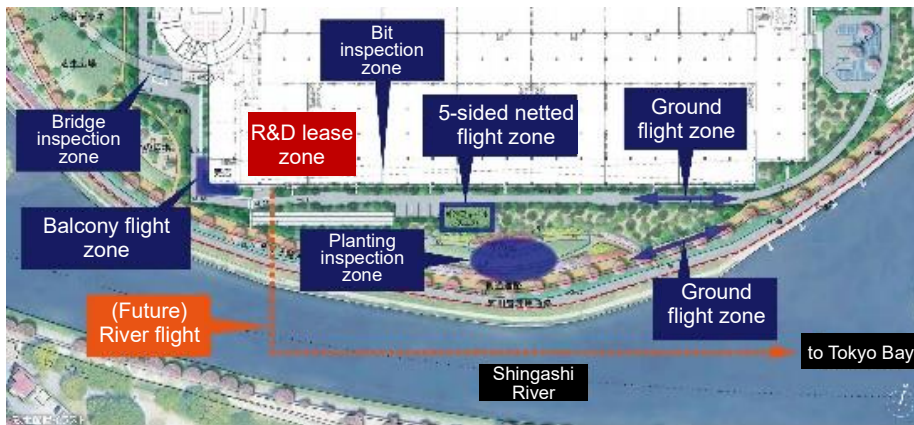 Bit
inspection
zone
R&D lease
zone
5-sided netted
flight zone
Ground
flight zone
Bridge
inspection
zone
Balcony flight
zone
Planting
inspection
zone
(Future)
River flight
Ground
flight zone
to Tokyo Bay
Shingashi
River